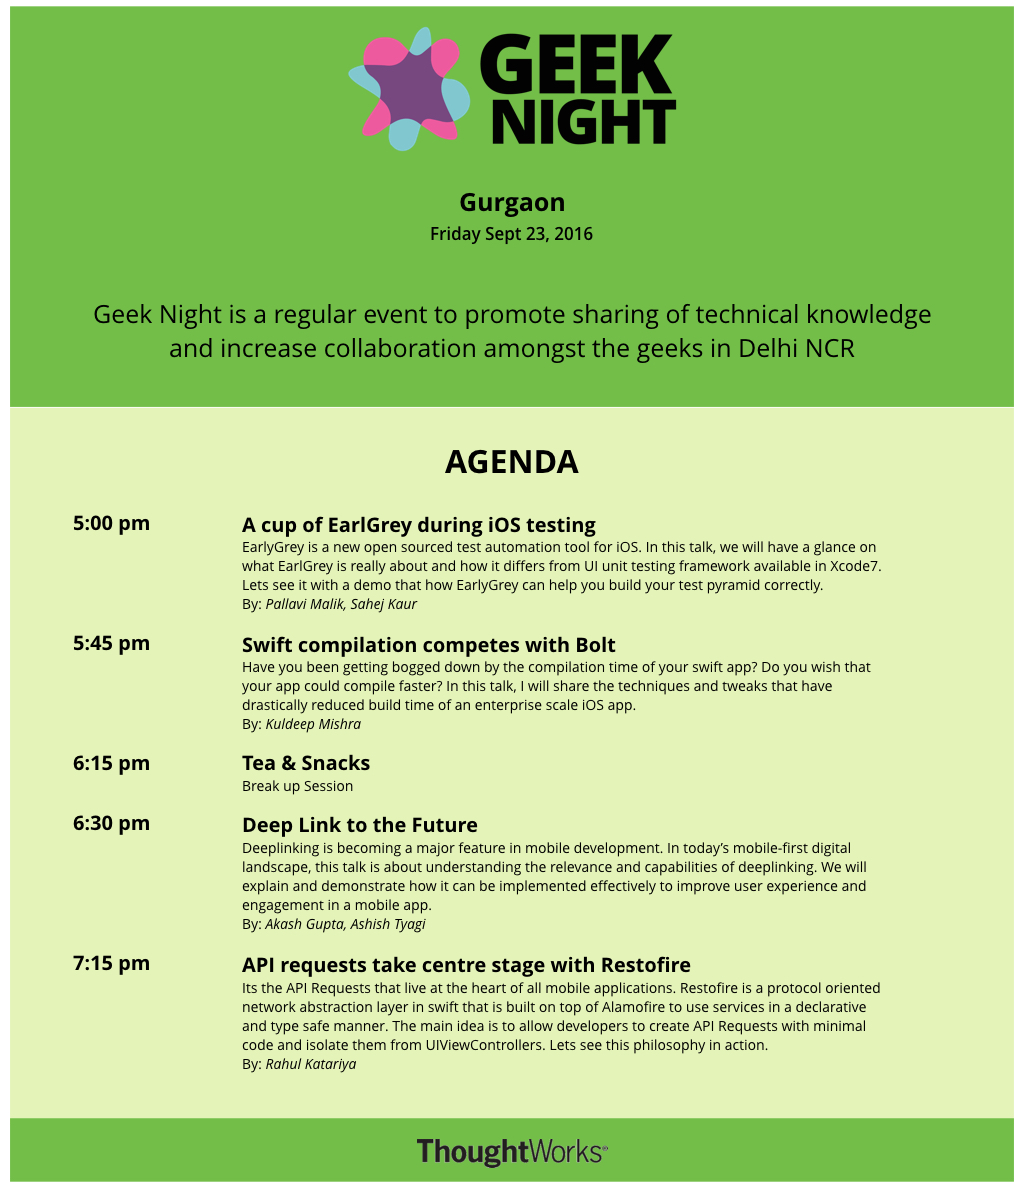 GEEK
NIGHT
Gurgaon
Friday Sept 23, 2016
Geek Night is a regular event to promote sharing of technical knowledge
and increase collaboration amongst the geeks in Delhi NCR
AGENDA
5:00 pm
A cup of EarlGrey during iOS testing
EarlyGrey is a new open sourced test automation tool for iOS. In this talk, we will have a glance on
what EarlGrey is really about and how it differs from UI unit testing framework available in Xcode7.
Lets see it with a demo that how EarlyGrey can help you build your test pyramid correctly.
By: Pallavi Malik, Sahej Kaur
5:45 pm
Swift compilation competes with Bolt
Have you been getting bogged down by the compilation time of your swift app? Do you wish that
your app could compile faster? In this talk, I will share the techniques and tweaks that have
drastically reduced build time of an enterprise scale iOS app.
By: Kuldeep Mishra
6:15 pm
Tea & Snacks
Break up Session
6:30 pm
Deep Link to the Future
Deeplinking is becoming a major feature in mobile development. In today’s mobile-first digital
landscape, this talk is about understanding the relevance and capabilities of deeplinking. We will
explain and demonstrate how it can be implemented effectively to improve user experience and
engagement in a mobile app.
By: Akash Gupta, Ashish Tyagi
7:15 pm
API requests take centre stage with Restofire
Its the API Requests that live at the heart of all mobile applications. Restofire is a protocol oriented
network abstraction layer in swift that is built on top of Alamofire to use services in a declarative
and type safe manner. The main idea is to allow developers to create API Requests with minimal
code and isolate them from UIViewControllers. Lets see this philosophy in action.
By: Rahul Katariya
ThoughtWorks®